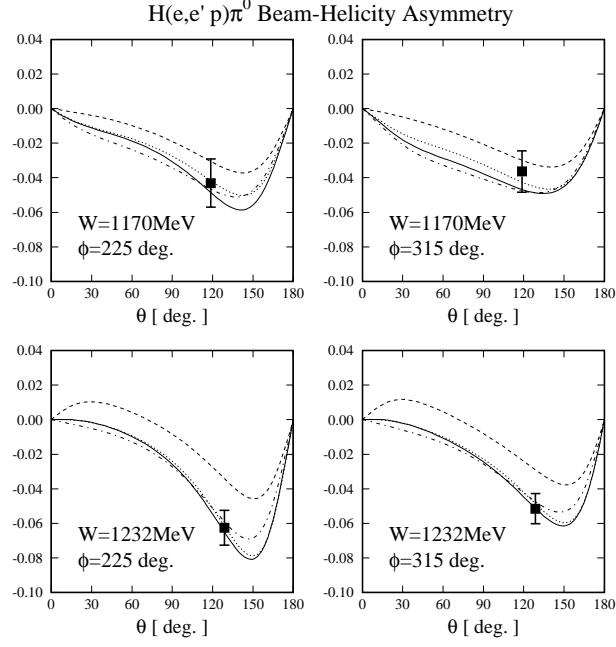 H(e,e' p)π⁰ Beam-Helicity Asymmetry
0.04
0.00
-0.02
-0.04
-0.06
-0.08
-0.10
0 30 60 90 120 150 180
θ [ deg. ]
W=1170MeV
ϕ=225 deg.
0.04
0.00
-0.02
-0.04
-0.06
-0.08
-0.10
0 30 60 90 120 150 180
θ [ deg. ]
W=1170MeV
ϕ=315 deg.
0.04
0.02
0.00
-0.02
-0.04
-0.06
-0.08
-0.10
0 30 60 90 120 150 180
θ [ deg. ]
W=1232MeV
ϕ=225 deg.
0.04
0.02
0.00
-0.02
-0.04
-0.06
-0.08
-0.10
0 30 60 90 120 150 180
θ [ deg. ]
W=1232MeV
ϕ=315 deg.